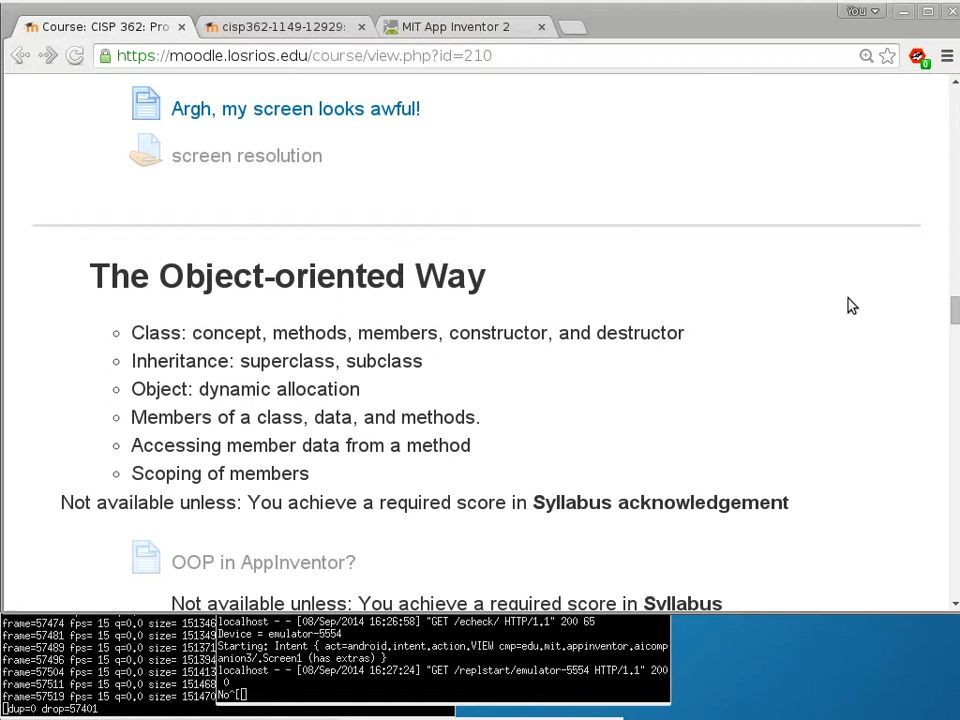 You
Course: CISP 362: Pro
cisp362-1149-12929:
MIT App Inventor 2
https://moodle.losrios.edu/course/view.php?id=210
0
Argh, my screen looks awful!
screen resolution
The Object-oriented Way
Class: concept, methods, members, constructor, and destructor
Inheritance: superclass, subclass
Object: dynamic allocation
Members of a class, data, and methods.
Accessing member data from a method
Scoping of members
Not available unless: You achieve a required score in Syllabus acknowledgement
OOP in AppInventor?
Not available unless: You achieve a required score in Syllabus
frame=57474 fps= 15 q=0.0 size= 151346
frame=57481 fps= 15 q=0.0 size= 151349
frame=57489 fps= 15 q=0.0 size= 151371
frame=57496 fps= 15 q=0.0 size= 151394
frame=57504 fps= 15 q=0.0 size= 151413
frame=57511 fps= 15 q=0.0 size= 151468
frame=57519 fps= 15 q=0.0 size= 151470
dup=0 drop=57401
localhost - - [08/Sep/2014 16:26:58] "GET /echeck/ HTTP/1.1" 200 65
Device = emulator-5554
Starting: Intent { act=android.intent.action.VIEW cmp=edu.mit.appinventor.aicomp
anion3/.Screen1 (has extras) }
localhost - - [08/Sep/2014 16:27:24] "GET /replstart/emulator-5554 HTTP/1.1" 200
0
No^[